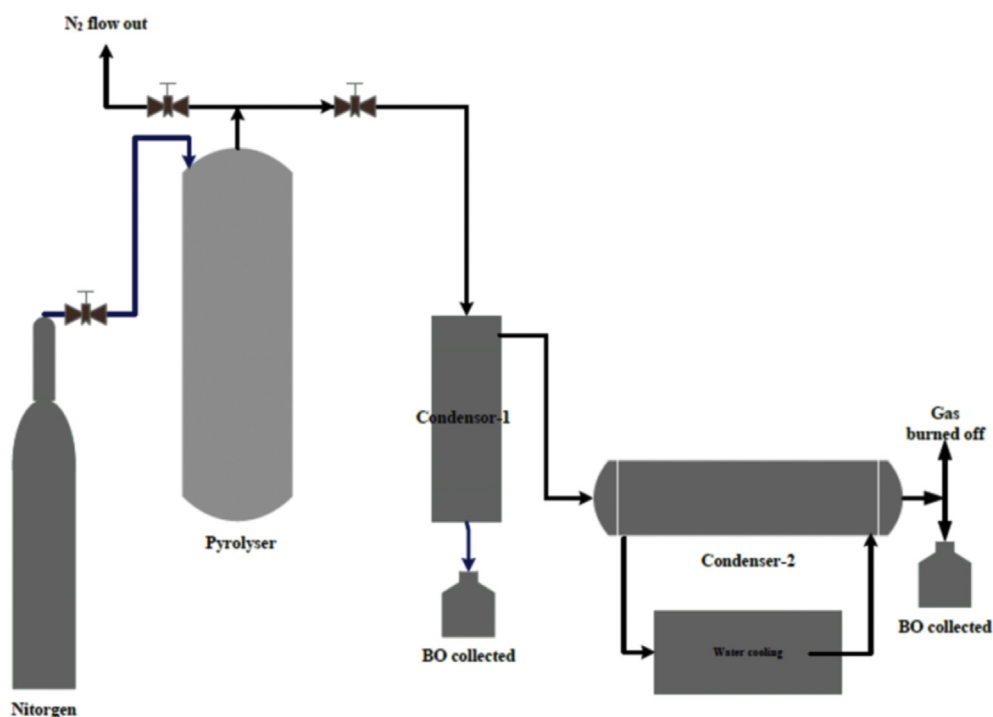 N₂ flow out
Condensor-1
Gas
burned off
Pyrolyser
Condenser-2
BO collected
BO collected
Water cooling
Nitorgen